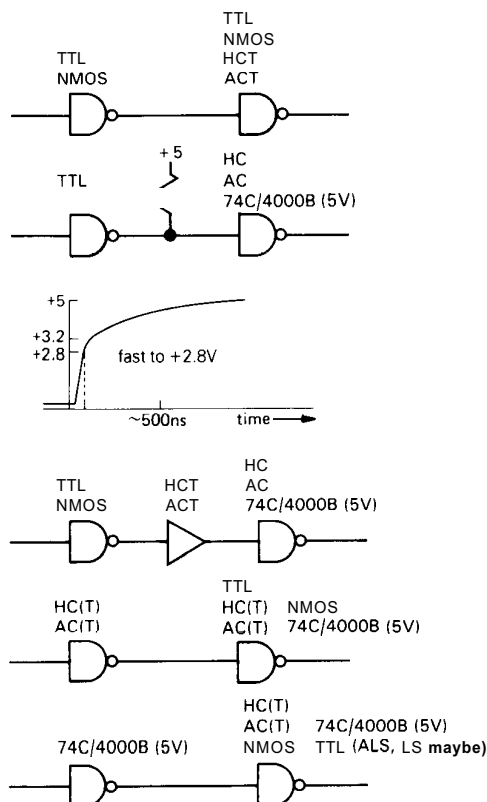 TTL
NMOS
TTL
NMOS
HCT
ACT
TTL
+5
HC
AC
74C/4000B (5V)
+5
+3.2
+2.8
fast to +2.8V
~500ns
time
TTL
NMOS
HCT
ACT
HC
AC
74C/4000B (5V)
HC(T)
AC(T)
TTL
HC(T) NMOS
AC(T) 74C/4000B (5V)
74C/4000B (5V)
HC(T)
AC(T) 74C/4000B (5V)
NMOS TTL (ALS, LS maybe)